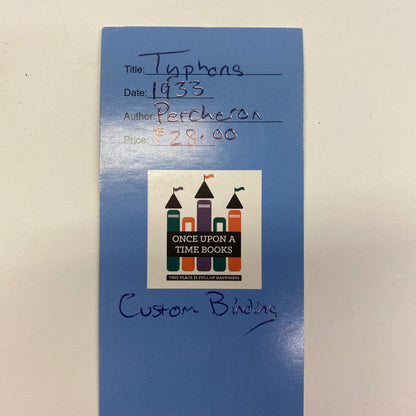 Title: Typhons
Date: 1933
Author: Percheron
Price: $28.00
ONCE UPON A
TIME BOOKS
THIS PLACE IS FULL OF HAPPINESS
Custom Binding